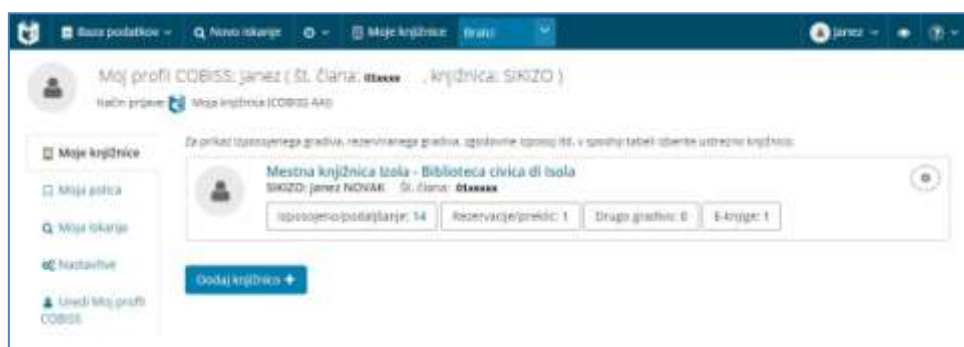 Baza podatkov
Novo iskanje
Moje knjižnice
janez
Moj profil COBISS: janez ( št. člana: 01xxxxx , knjižnica: SIKIZO )
Način prijave: Moja knjižnica (COBISS AAI)
Za prikaz izposojenega gradiva, rezerviranega gradiva, zgodovine izposoj itd. v spodnji tabeli izberite ustrezno knjižnico.
Moje knjižnice
Moja polica
Moja iskanja
Nastavitve
Uredi Moj profil
COBISS
Mestna knjižnica Izola - Biblioteca civica di Isola
SIKIZO: Janez NOVAK Št. člana:
Izposojeno/podaljšanje: 14
Rezervacije/preklic: 1
Drugo gradivo: 0
E-knjige: 1
Dodaj knjižnico +